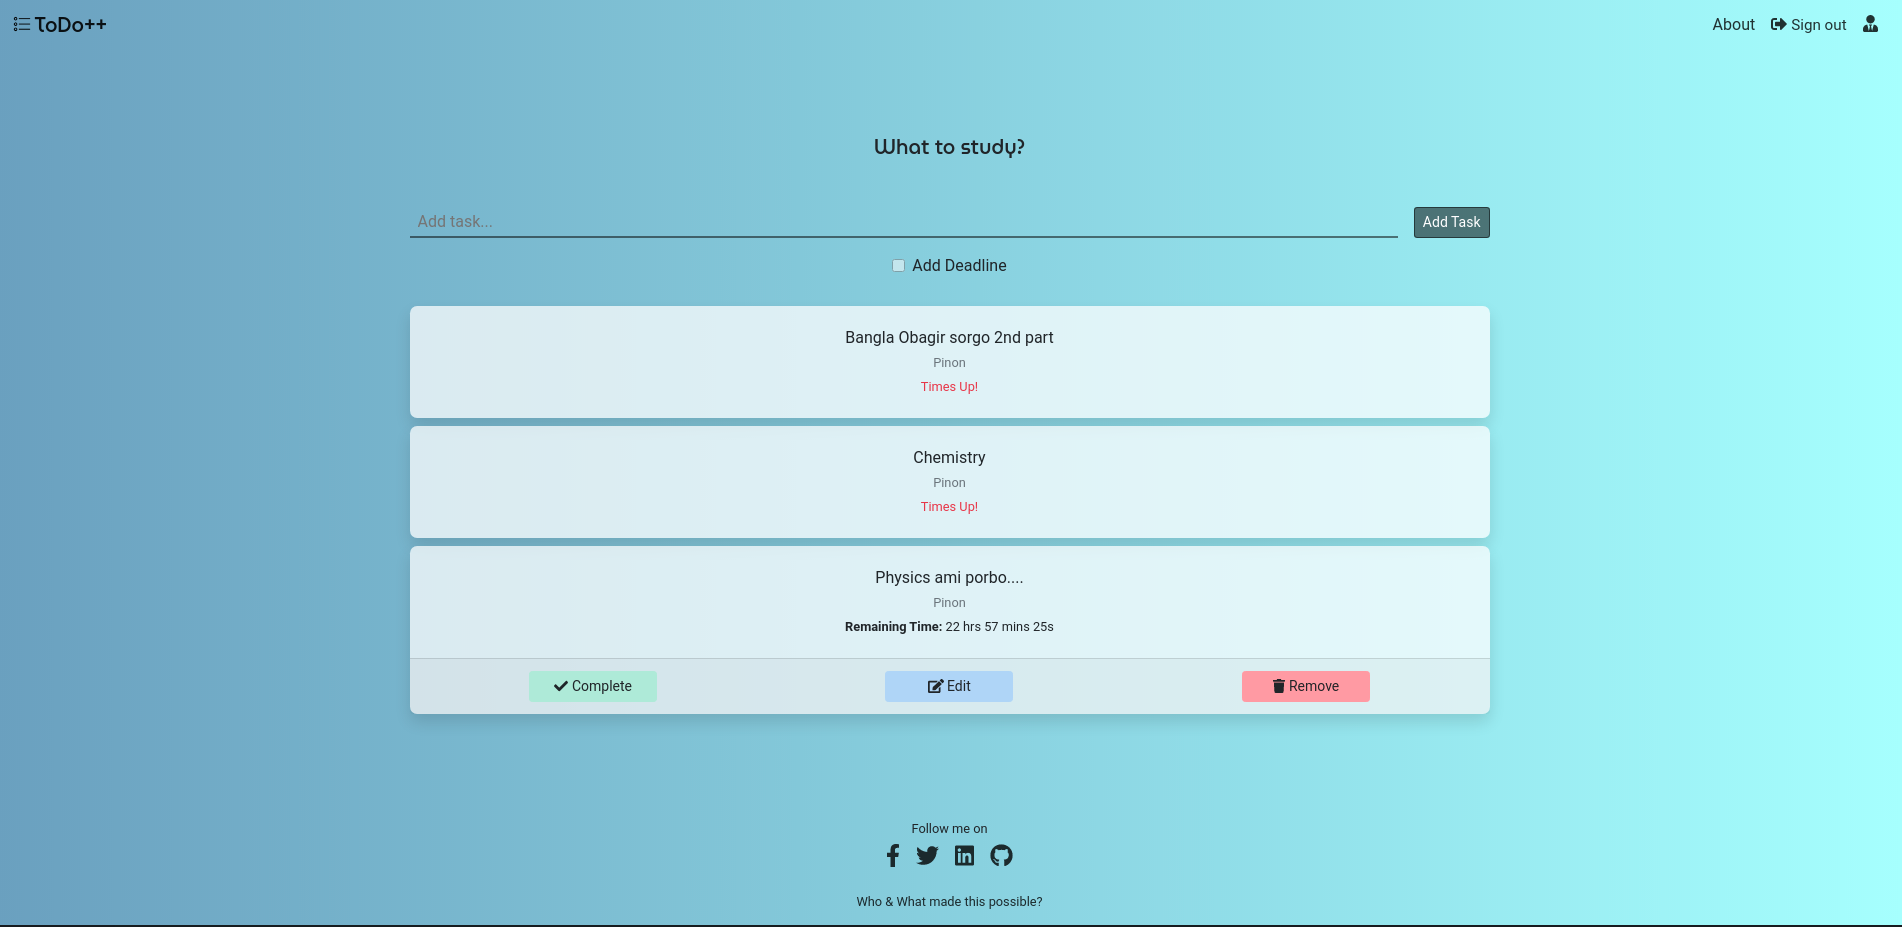 ToDo++
About
Sign out
What to study?
Add task...
Add Task
Add Deadline
Bangla Obagir sorgo 2nd part
Pinon
Times Up!
Chemistry
Pinon
Times Up!
Physics ami porbo....
Pinon
Remaining Time: 22 hrs 57 mins 25s
Complete
Edit
Remove
Follow me on
Who & What made this possible?